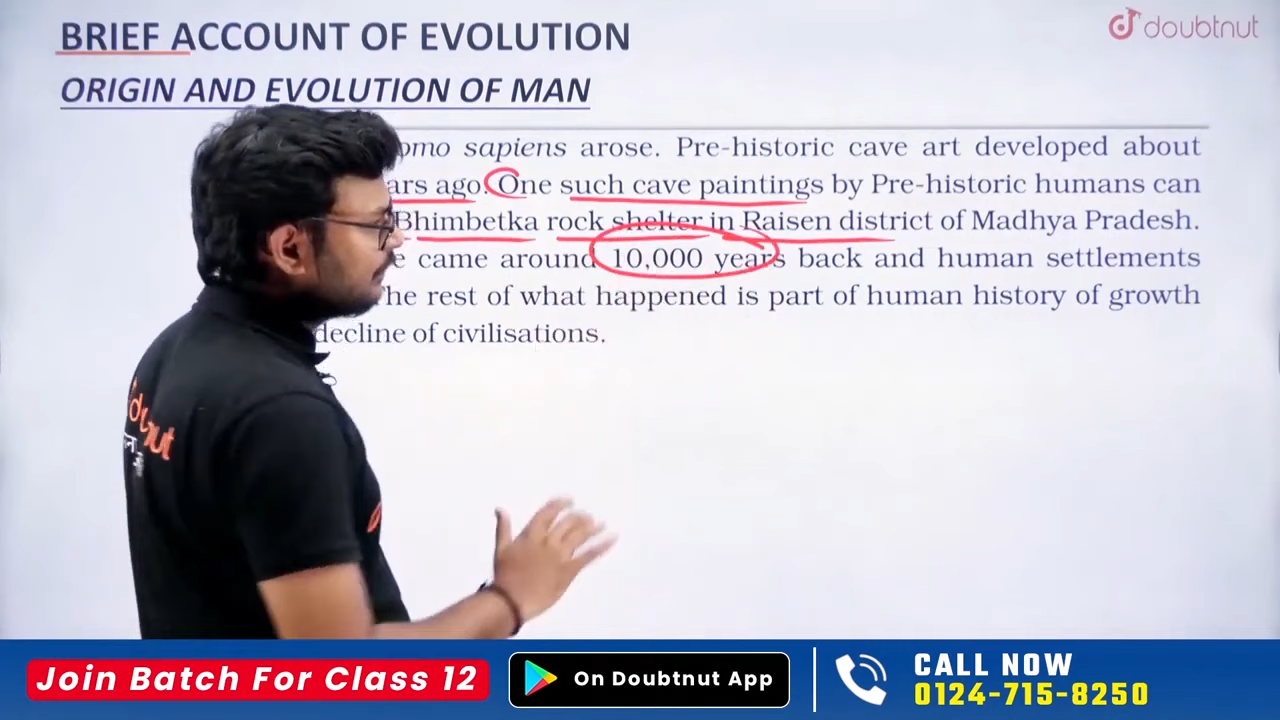 BRIEF ACCOUNT OF EVOLUTION
doubtnut
ORIGIN AND EVOLUTION OF MAN
sapiens arose. Pre-historic cave art developed about
ago. One such cave paintings by Pre-historic humans can
Bhimbetka rock shelter in Raisen district of Madhya Pradesh.
came around 10,000 years back and human settlements
he rest of what happened is part of human history of growth
decline of civilisations.
Join Batch For Class 12
On Doubtnut App
CALL NOW
0124-715-8250